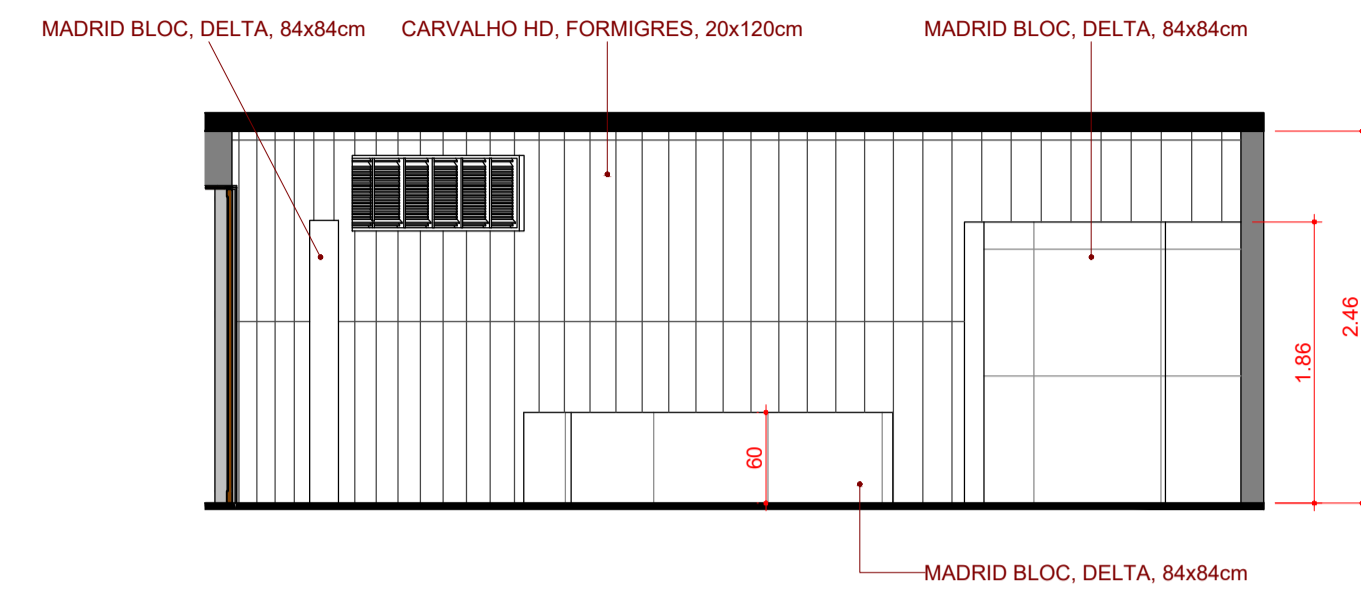 MADRID BLOC, DELTA, 84x84cm
CARVALHO HD, FORMIGRES, 20x120cm
MADRID BLOC, DELTA, 84x84cm
2.46
1.86
60
MADRID BLOC, DELTA, 84x84cm